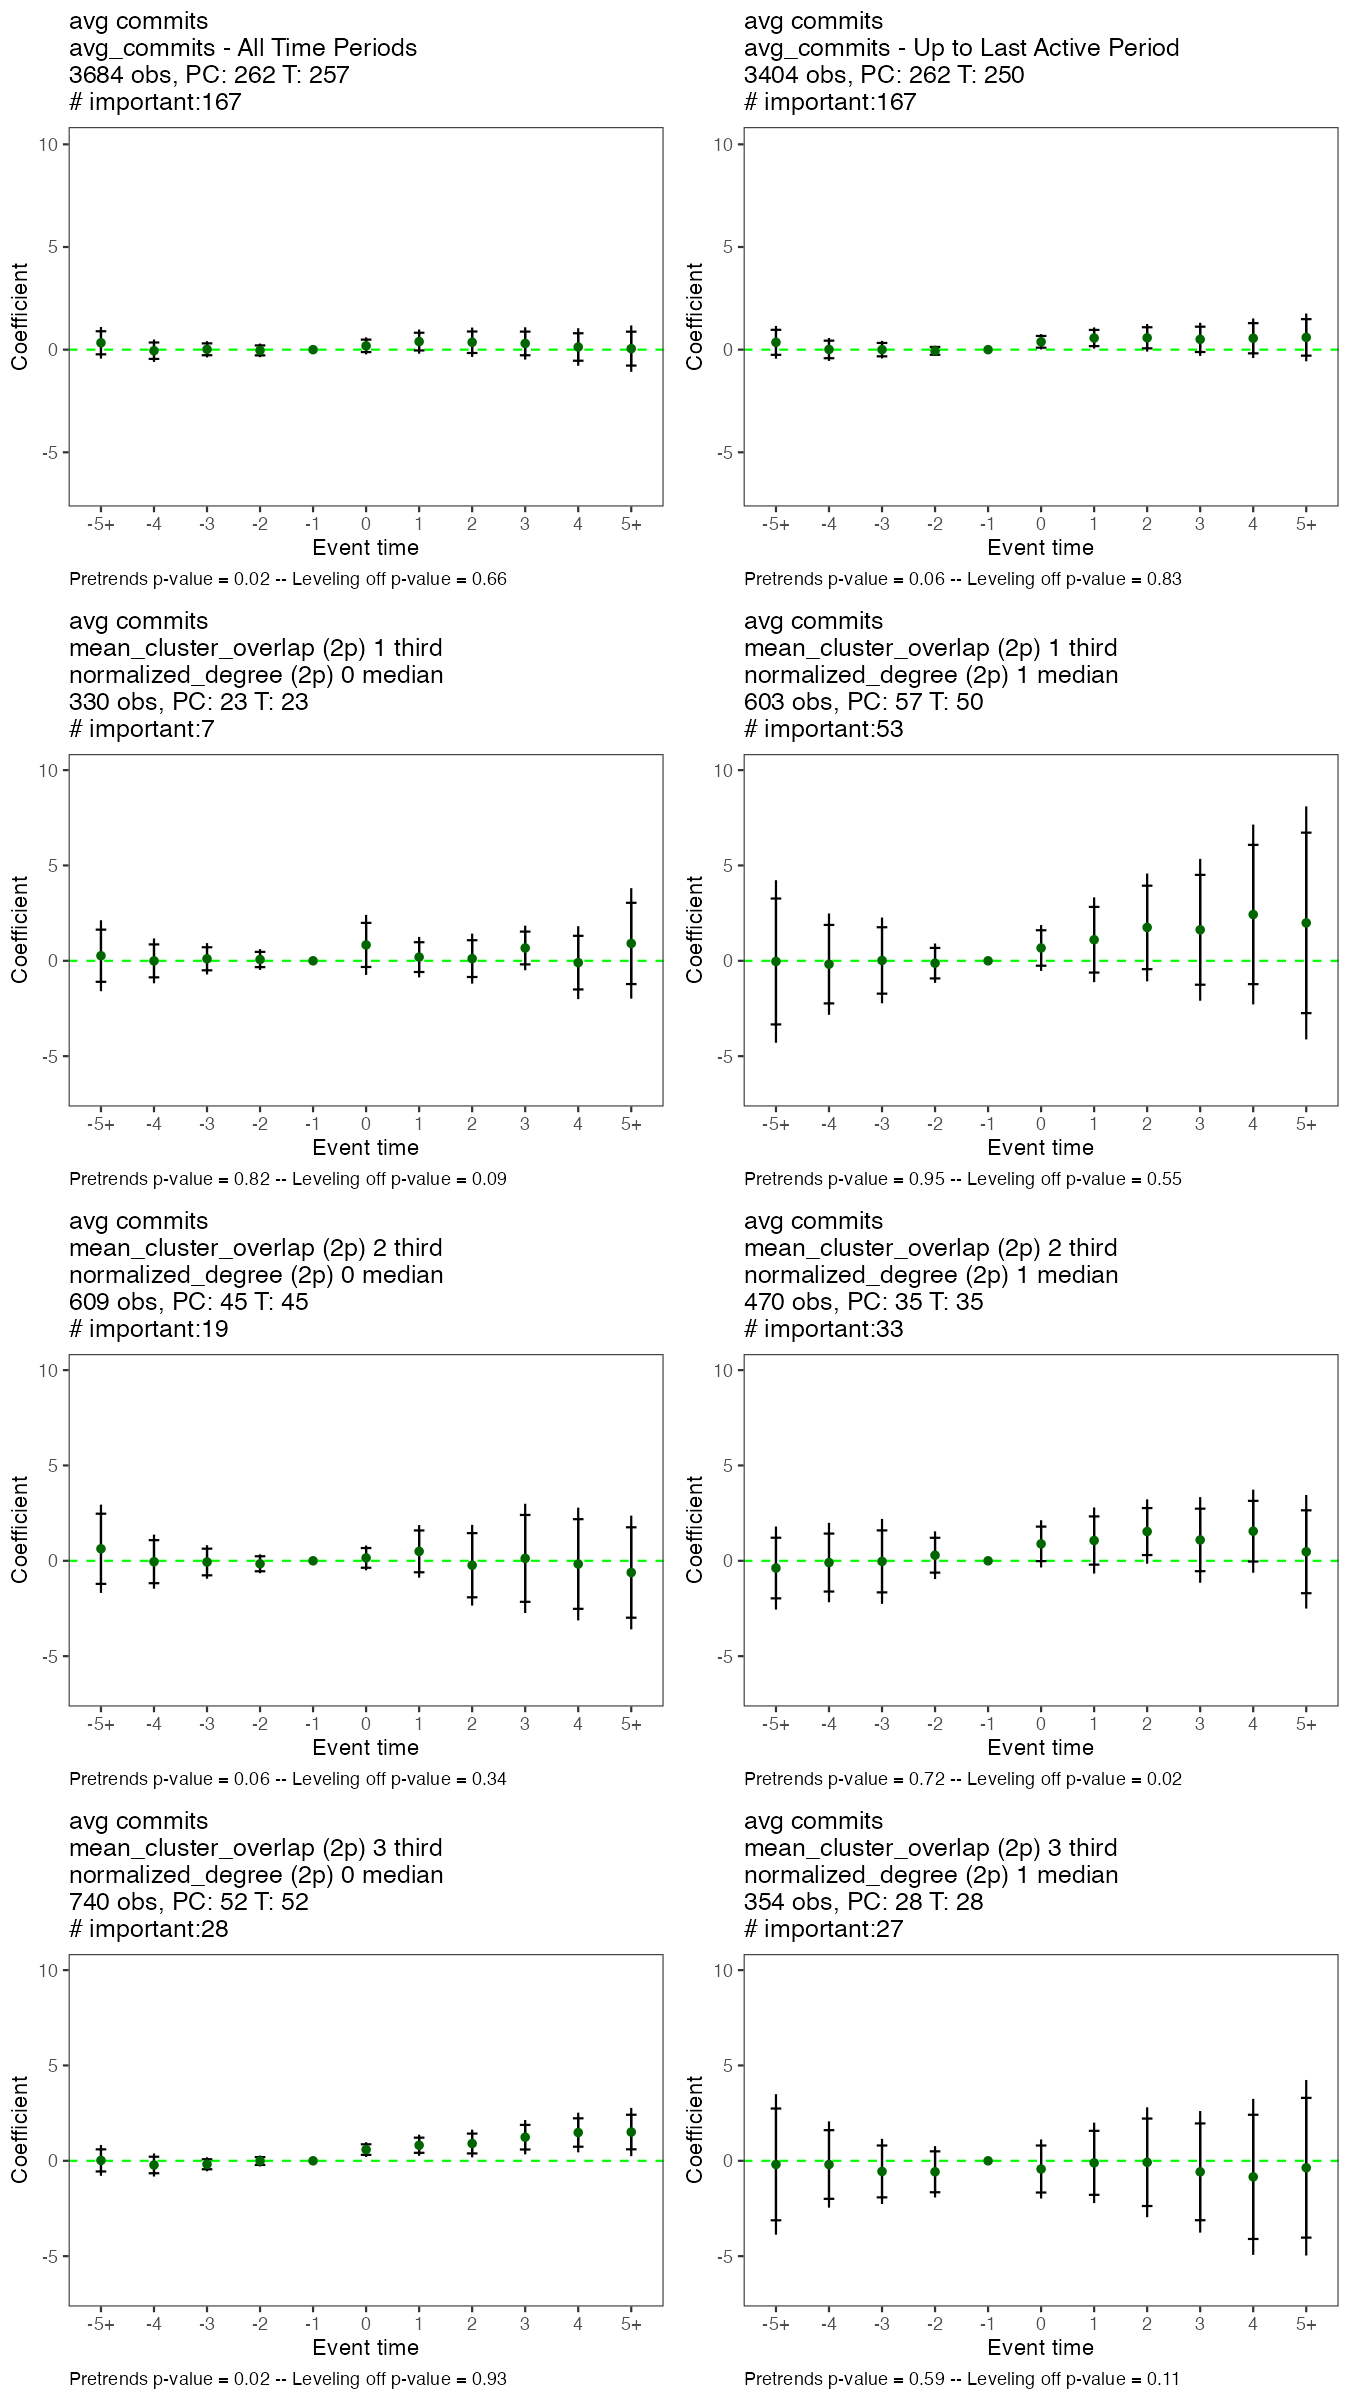 avg commits
avg_commits - All Time Periods
3684 obs, PC: 262 T: 257
# important:167
10
5
0
-5
Coefficient
-5+ -4 -3 -2 -1 0 1 2 3 4 5+
Event time
Pretrends p-value = 0.02 -- Leveling off p-value = 0.66
avg commits
avg_commits - Up to Last Active Period
3404 obs, PC: 262 T: 250
# important:167
10
5
0
-5
Coefficient
-5+ -4 -3 -2 -1 0 1 2 3 4 5+
Event time
Pretrends p-value = 0.06 -- Leveling off p-value = 0.83
avg commits
mean_cluster_overlap (2p) 1 third
normalized_degree (2p) 0 median
330 obs, PC: 23 T: 23
# important:7
10
5
0
-5
Coefficient
-5+ -4 -3 -2 -1 0 1 2 3 4 5+
Event time
Pretrends p-value = 0.82 -- Leveling off p-value = 0.09
avg commits
mean_cluster_overlap (2p) 1 third
normalized_degree (2p) 1 median
603 obs, PC: 57 T: 50
# important:53
10
5
0
-5
Coefficient
-5+ -4 -3 -2 -1 0 1 2 3 4 5+
Event time
Pretrends p-value = 0.95 -- Leveling off p-value = 0.55
avg commits
mean_cluster_overlap (2p) 2 third
normalized_degree (2p) 0 median
609 obs, PC: 45 T: 45
# important:19
10
5
0
-5
Coefficient
-5+ -4 -3 -2 -1 0 1 2 3 4 5+
Event time
Pretrends p-value = 0.06 -- Leveling off p-value = 0.34
avg commits
mean_cluster_overlap (2p) 2 third
normalized_degree (2p) 1 median
470 obs, PC: 35 T: 35
# important:33
10
5
0
-5
Coefficient
-5+ -4 -3 -2 -1 0 1 2 3 4 5+
Event time
Pretrends p-value = 0.72 -- Leveling off p-value = 0.02
avg commits
mean_cluster_overlap (2p) 3 third
normalized_degree (2p) 0 median
740 obs, PC: 52 T: 52
# important:28
10
5
0
-5
Coefficient
-5+ -4 -3 -2 -1 0 1 2 3 4 5+
Event time
Pretrends p-value = 0.02 -- Leveling off p-value = 0.93
avg commits
mean_cluster_overlap (2p) 3 third
normalized_degree (2p) 1 median
354 obs, PC: 28 T: 28
# important:27
10
5
0
-5
Coefficient
-5+ -4 -3 -2 -1 0 1 2 3 4 5+
Event time
Pretrends p-value = 0.59 -- Leveling off p-value = 0.11